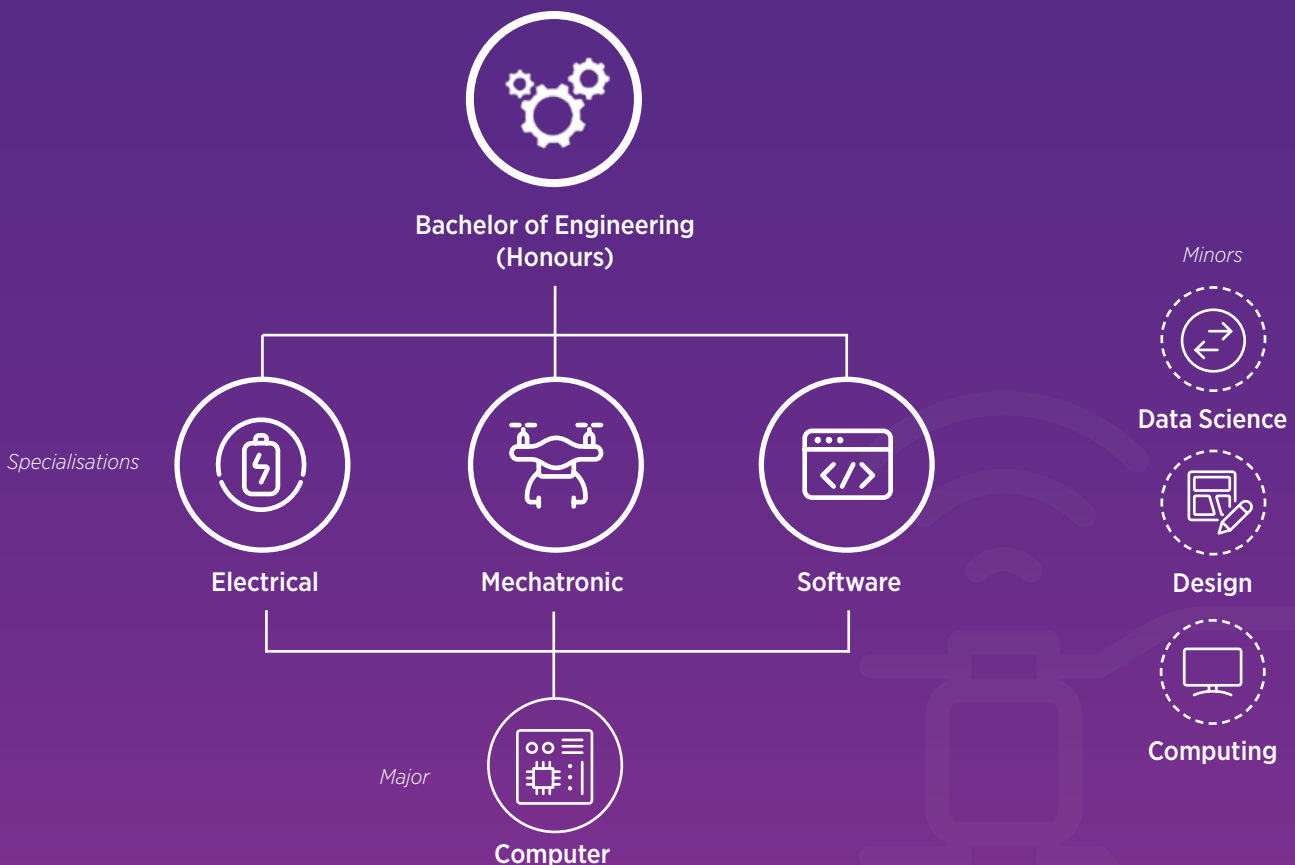 Bachelor of Engineering
(Honours)
Minors
Data Science
Specialisations
Electrical
Mechatronic
Software
Design
Computing
Major
Computer